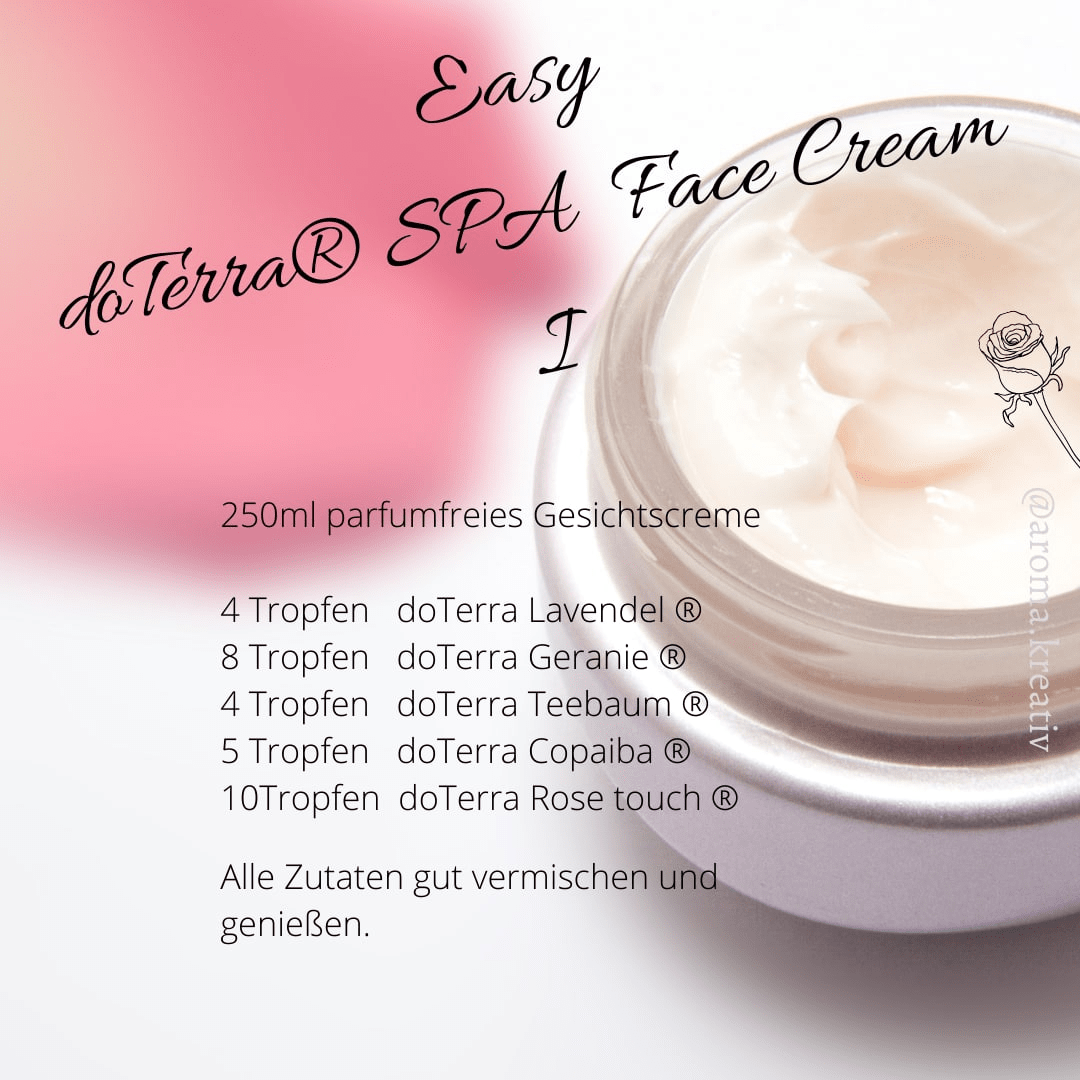 Easy
doTerra® SPA Face Cream
I
250ml parfumfreies Gesichtscreme
4 Tropfen doTerra Lavendel ®
8 Tropfen doTerra Geranie ®
4 Tropfen doTerra Teebaum ®
5 Tropfen doTerra Copaiba ®
10Tropfen doTerra Rose touch ®
Alle Zutaten gut vermischen und
genießen.
@aroma.kreativ